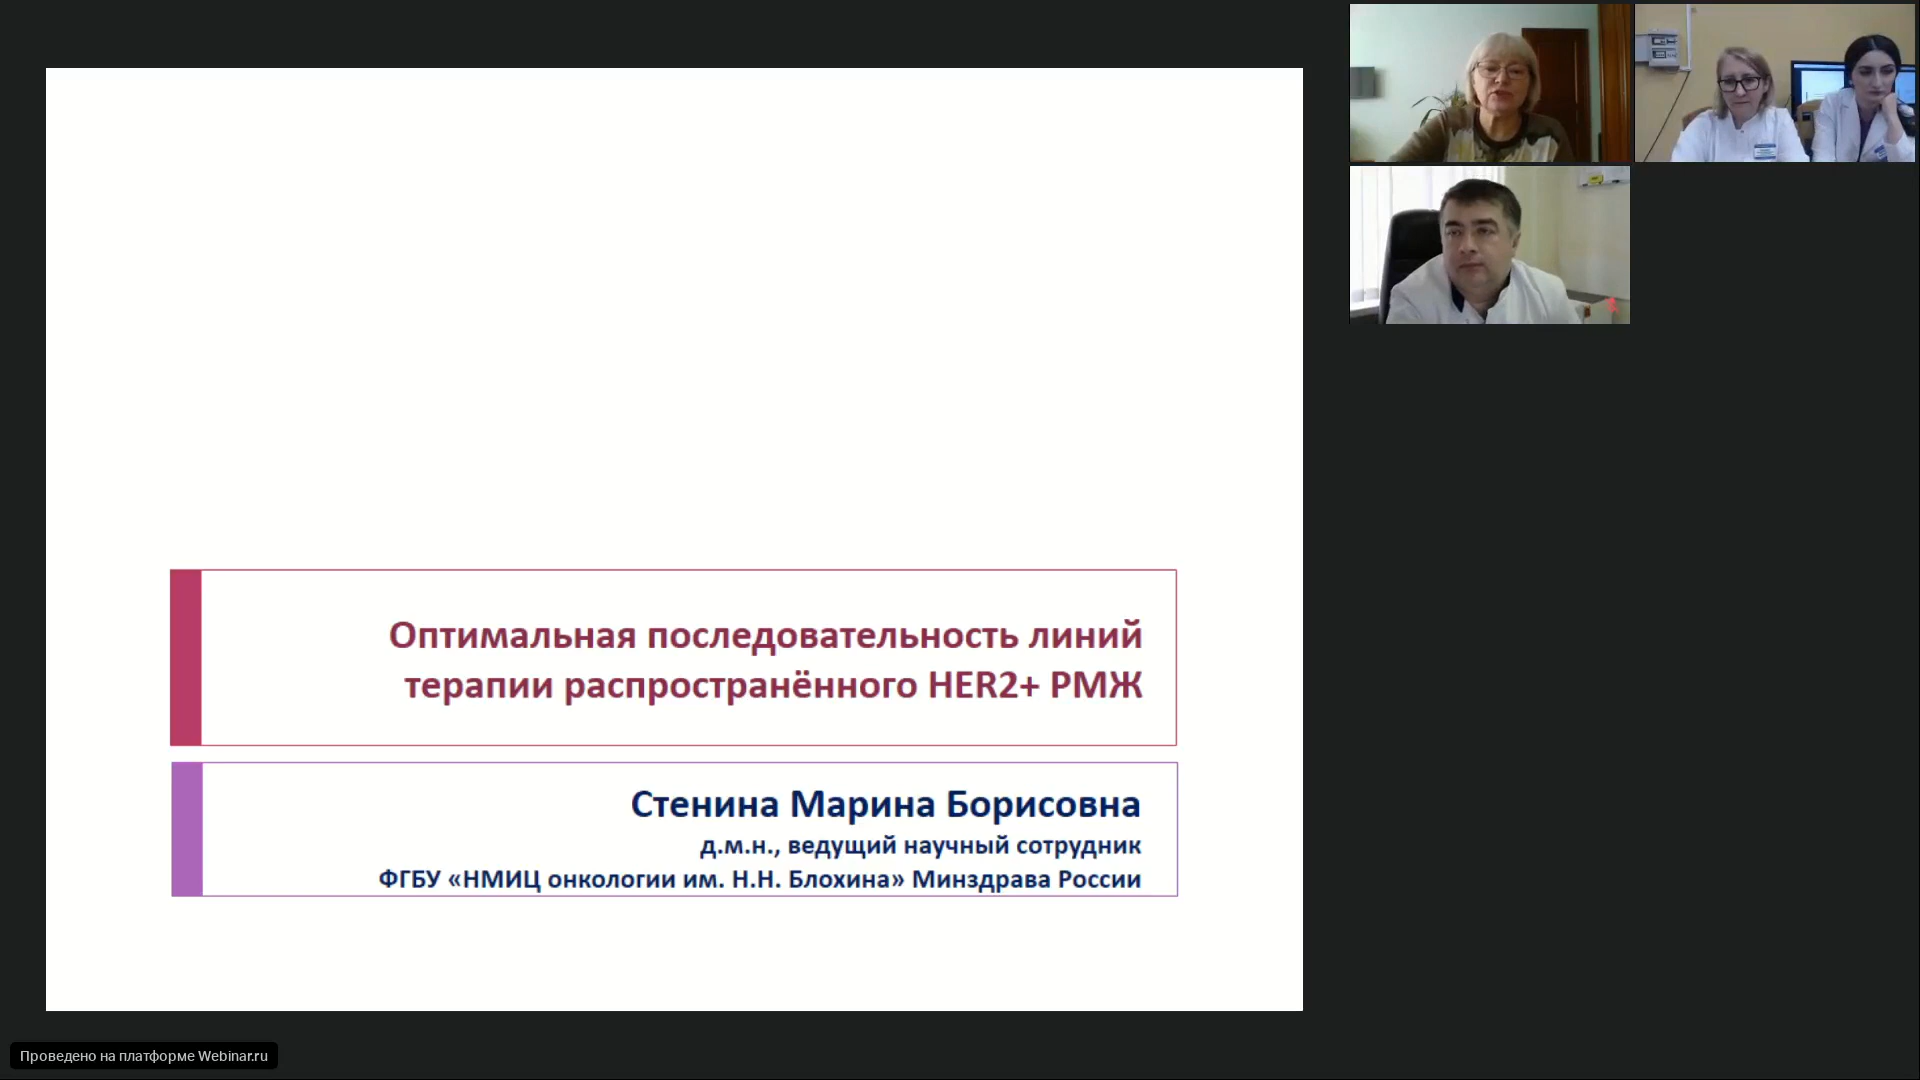 Оптимальная последовательность линий
терапии распространённого HER2+ РМЖ
Стенина Марина Борисовна
д.м.н., ведущий научный сотрудник
ФГБУ «НМИЦ онкологии им. Н.Н. Блохина» Минздрава России
Проведено на платформе Webinar.ru